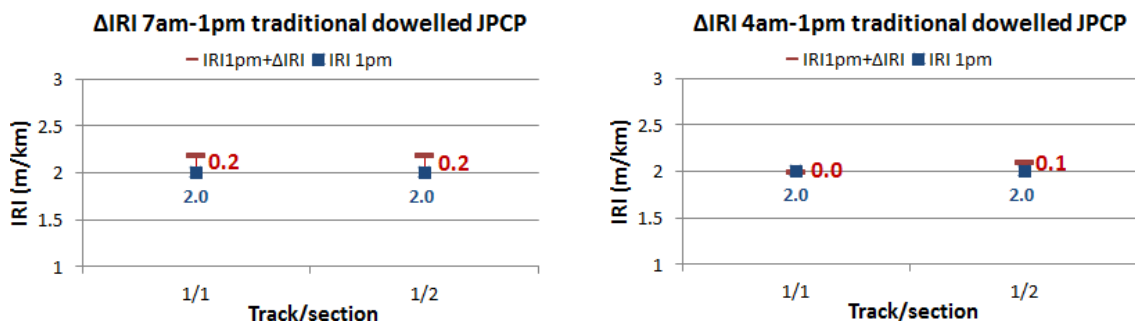 ΔIRI 7am-1pm traditional dowelled JPCP
IRI1pm+ΔIRI IRI 1pm
IRI (m/km)
3
2.5
2
1.5
1
0.2
0.2
2.0
2.0
1/1
1/2
Track/section
ΔIRI 4am-1pm traditional dowelled JPCP
IRI1pm+ΔIRI IRI 1pm
IRI (m/km)
3
2.5
2
1.5
1
0.0
0.1
2.0
2.0
1/1
1/2
Track/section